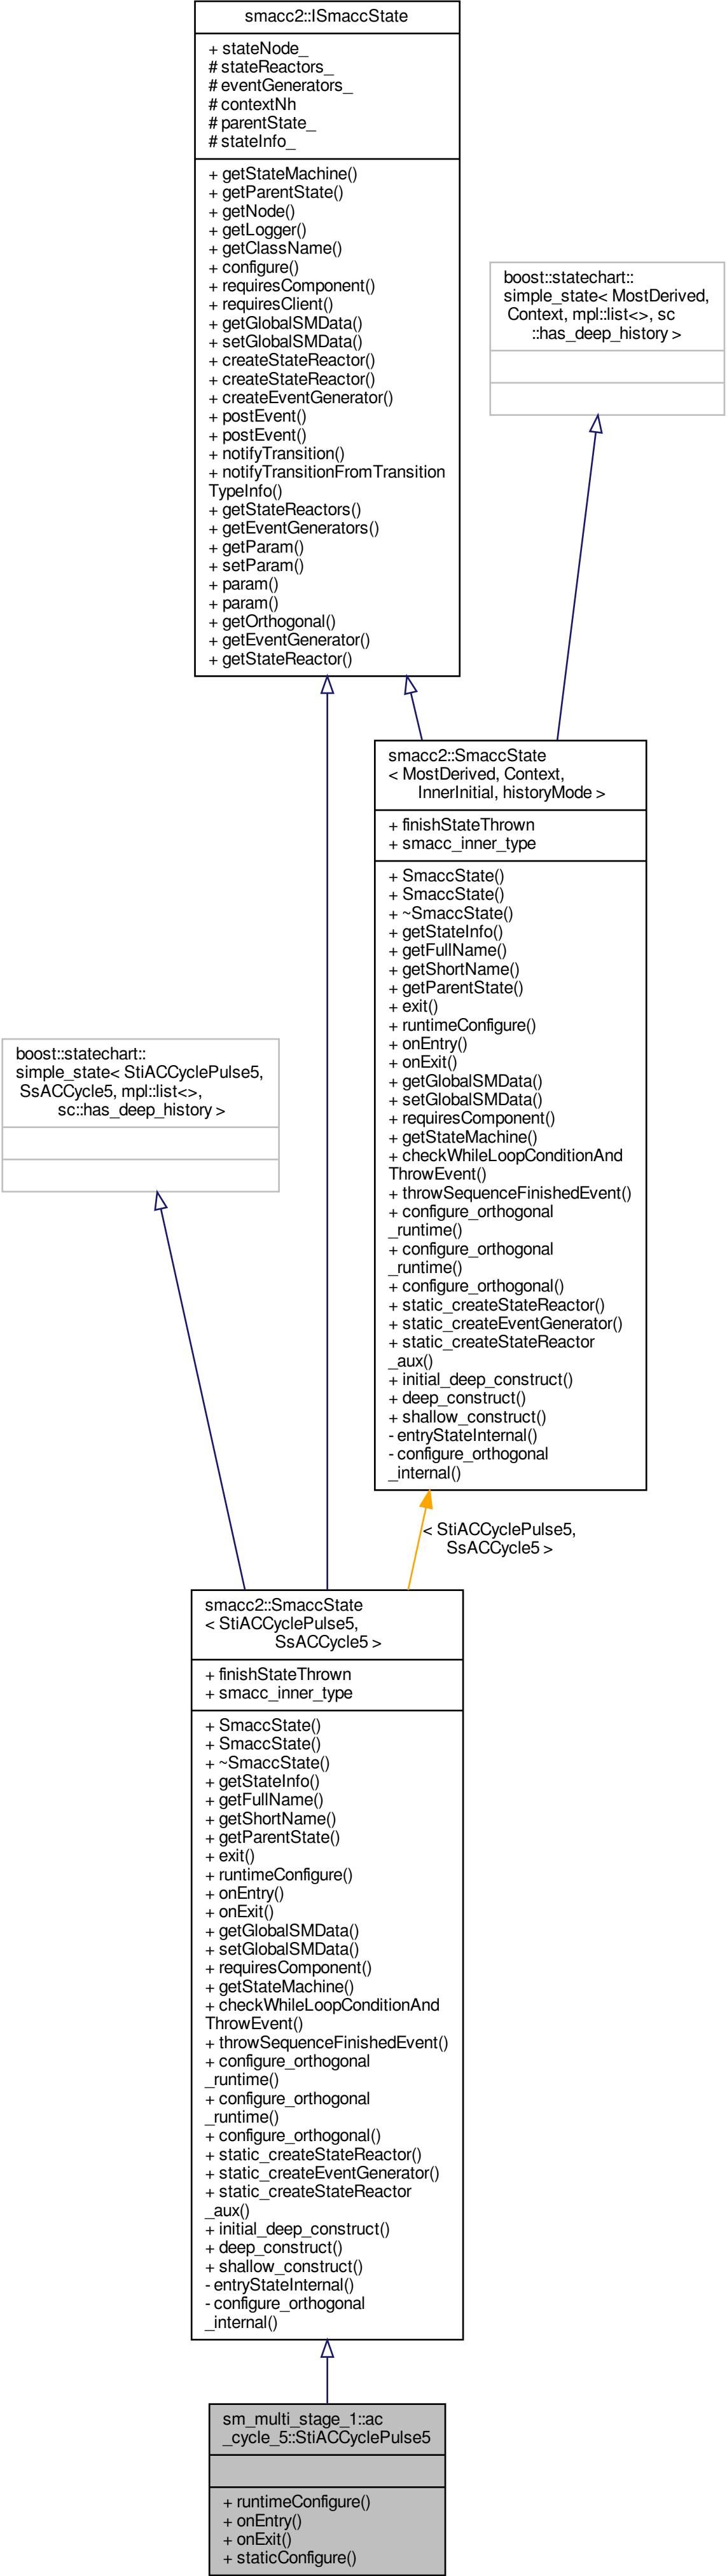 smacc2::ISmaccState
+ stateNode_
# stateReactors_
# eventGenerators_
# contextNh
# parentState_
# stateInfo_
+ getStateMachine()
+ getParentState()
+ getNode()
+ getLogger()
+ getClassName()
+ configure()
+ requiresComponent()
+ requiresClient()
+ getGlobalSMData()
+ setGlobalSMData()
+ createStateReactor()
+ createStateReactor()
+ createEventGenerator()
+ postEvent()
+ postEvent()
+ notifyTransition()
+ notifyTransitionFromTransition
TypeInfo()
+ getStateReactors()
+ getEventGenerators()
+ getParam()
+ setParam()
+ param()
+ param()
+ getOrthogonal()
+ getEventGenerator()
+ getStateReactor()
boost::statechart::
simple_state< MostDerived,
Context, mpl::list<>, sc
::has_deep_history >
smacc2::SmaccState
< MostDerived, Context,
InnerInitial, historyMode >
+ finishStateThrown
+ smacc_inner_type
+ SmaccState()
+ SmaccState()
+ ~SmaccState()
+ getStateInfo()
+ getFullName()
+ getShortName()
+ getParentState()
+ exit()
+ runtimeConfigure()
+ onEntry()
+ onExit()
+ getGlobalSMData()
+ setGlobalSMData()
+ requiresComponent()
+ getStateMachine()
+ checkWhileLoopConditionAnd
ThrowEvent()
+ throwSequenceFinishedEvent()
+ configure_orthogonal
_runtime()
+ configure_orthogonal
_runtime()
+ configure_orthogonal()
+ static_createStateReactor()
+ static_createEventGenerator()
+ static_createStateReactor
_aux()
+ initial_deep_construct()
+ deep_construct()
+ shallow_construct()
- entryStateInternal()
- configure_orthogonal
_internal()
boost::statechart::
simple_state< StiACCyclePulse5,
SsACCycle5, mpl::list<>,
sc::has_deep_history >
< StiACCyclePulse5,
SsACCycle5 >
smacc2::SmaccState
< StiACCyclePulse5,
SsACCycle5 >
+ finishStateThrown
+ smacc_inner_type
+ SmaccState()
+ SmaccState()
+ ~SmaccState()
+ getStateInfo()
+ getFullName()
+ getShortName()
+ getParentState()
+ exit()
+ runtimeConfigure()
+ onEntry()
+ onExit()
+ getGlobalSMData()
+ setGlobalSMData()
+ requiresComponent()
+ getStateMachine()
+ checkWhileLoopConditionAnd
ThrowEvent()
+ throwSequenceFinishedEvent()
+ configure_orthogonal
_runtime()
+ configure_orthogonal
_runtime()
+ configure_orthogonal()
+ static_createStateReactor()
+ static_createEventGenerator()
+ static_createStateReactor
_aux()
+ initial_deep_construct()
+ deep_construct()
+ shallow_construct()
- entryStateInternal()
- configure_orthogonal
_internal()
sm_multi_stage_1::ac
_cycle_5::StiACCyclePulse5
+ runtimeConfigure()
+ onEntry()
+ onExit()
+ staticConfigure()